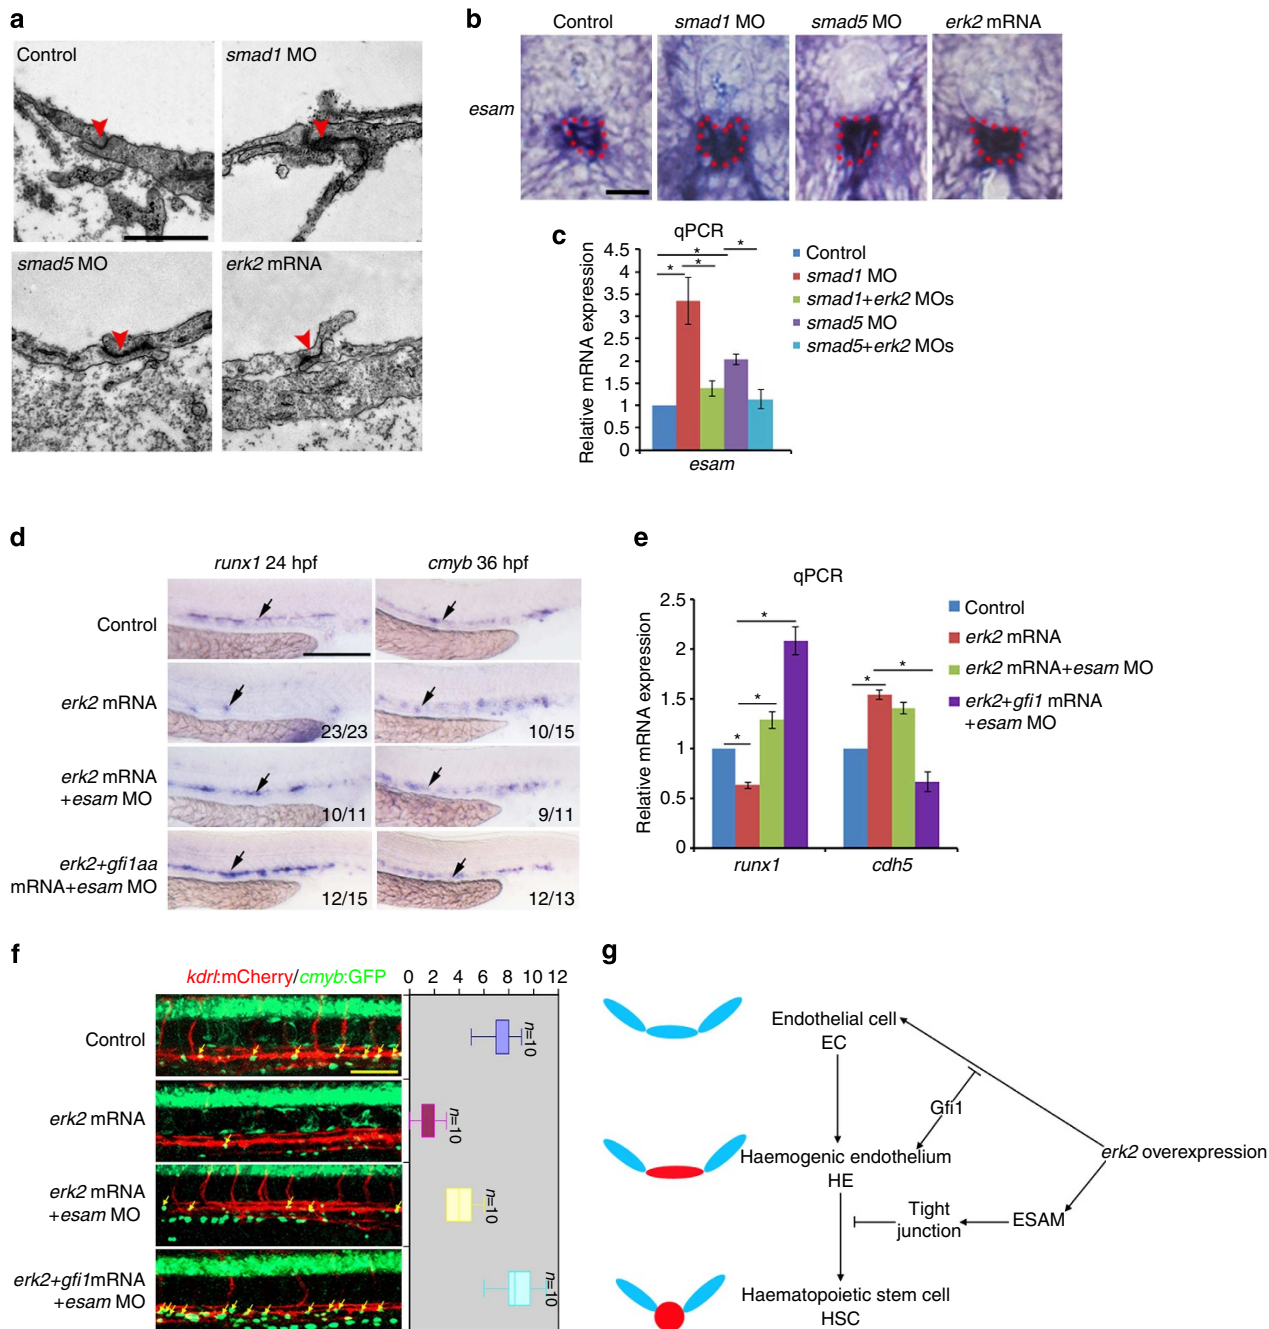 a
Control
smad1 MO
smad5 MO
erk2 mRNA
b
Control
smad1 MO
smad5 MO
erk2 mRNA
esam
c
qPCR
Relative mRNA expression
4.5
4
3.5
3
2.5
2
1.5
1
0.5
0
*
*
*
*
esam
Control
smad1 MO
smad1+erk2 MOs
smad5 MO
smad5+erk2 MOs
d
runx1 24 hpf
cmyb 36 hpf
Control
erk2 mRNA
23/23
10/15
erk2 mRNA
+esam MO
10/11
9/11
erk2+gfi1aa
mRNA+esam MO
12/15
12/13
e
qPCR
Relative mRNA expression
2.5
2
1.5
1
0.5
0
*
*
*
*
*
runx1
cdh5
Control
erk2 mRNA
erk2 mRNA+esam MO
erk2+gfi1 mRNA
+esam MO
f
kdrl:mCherry/cmyb:GFP
0 2 4 6 8 10 12
Control
n=10
erk2 mRNA
n=10
erk2 mRNA
+esam MO
n=10
erk2+gfi1mRNA
+esam MO
n=10
g
Endothelial cell
EC
Gfi1
Haemogenic endothelium
HE
erk2 overexpression
Tight
junction
ESAM
Haematopoietic stem cell
HSC